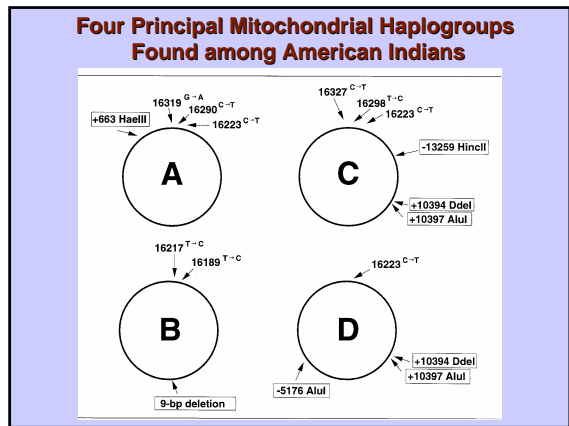 Four Principal Mitochondrial Haplogroups
Found among American Indians
16319 G→A
16290 C→T
16223 C→T
+663 HaeIII
A
16327 C→T
16298 T→C
16223 C→T
-13259 HincII
+10394 DdeI
+10397 AluI
C
16217 T→C
16189 T→C
B
9-bp deletion
16223 C→T
D
+10394 DdeI
+10397 AluI
-5176 AluI